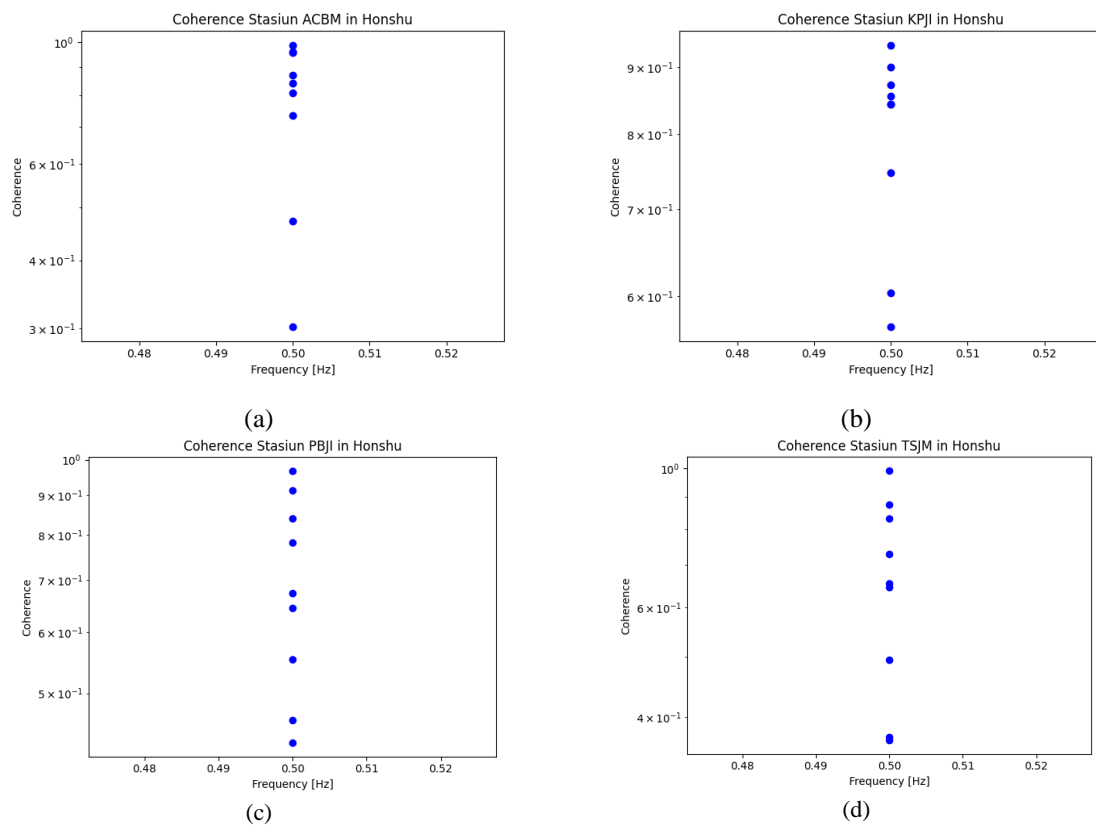 Coherence Stasiun ACBM in Honshu
10⁰
6 × 10⁻¹
4 × 10⁻¹
3 × 10⁻¹
Coherence
0.48 0.49 0.50 0.51 0.52
Frequency [Hz]
(a)
Coherence Stasiun KPJI in Honshu
9 × 10⁻¹
8 × 10⁻¹
7 × 10⁻¹
6 × 10⁻¹
Coherence
0.48 0.49 0.50 0.51 0.52
Frequency [Hz]
(b)
Coherence Stasiun PBJI in Honshu
10⁰
9 × 10⁻¹
8 × 10⁻¹
7 × 10⁻¹
6 × 10⁻¹
5 × 10⁻¹
Coherence
0.48 0.49 0.50 0.51 0.52
Frequency [Hz]
(c)
Coherence Stasiun TSJM in Honshu
10⁰
6 × 10⁻¹
4 × 10⁻¹
Coherence
0.48 0.49 0.50 0.51 0.52
Frequency [Hz]
(d)